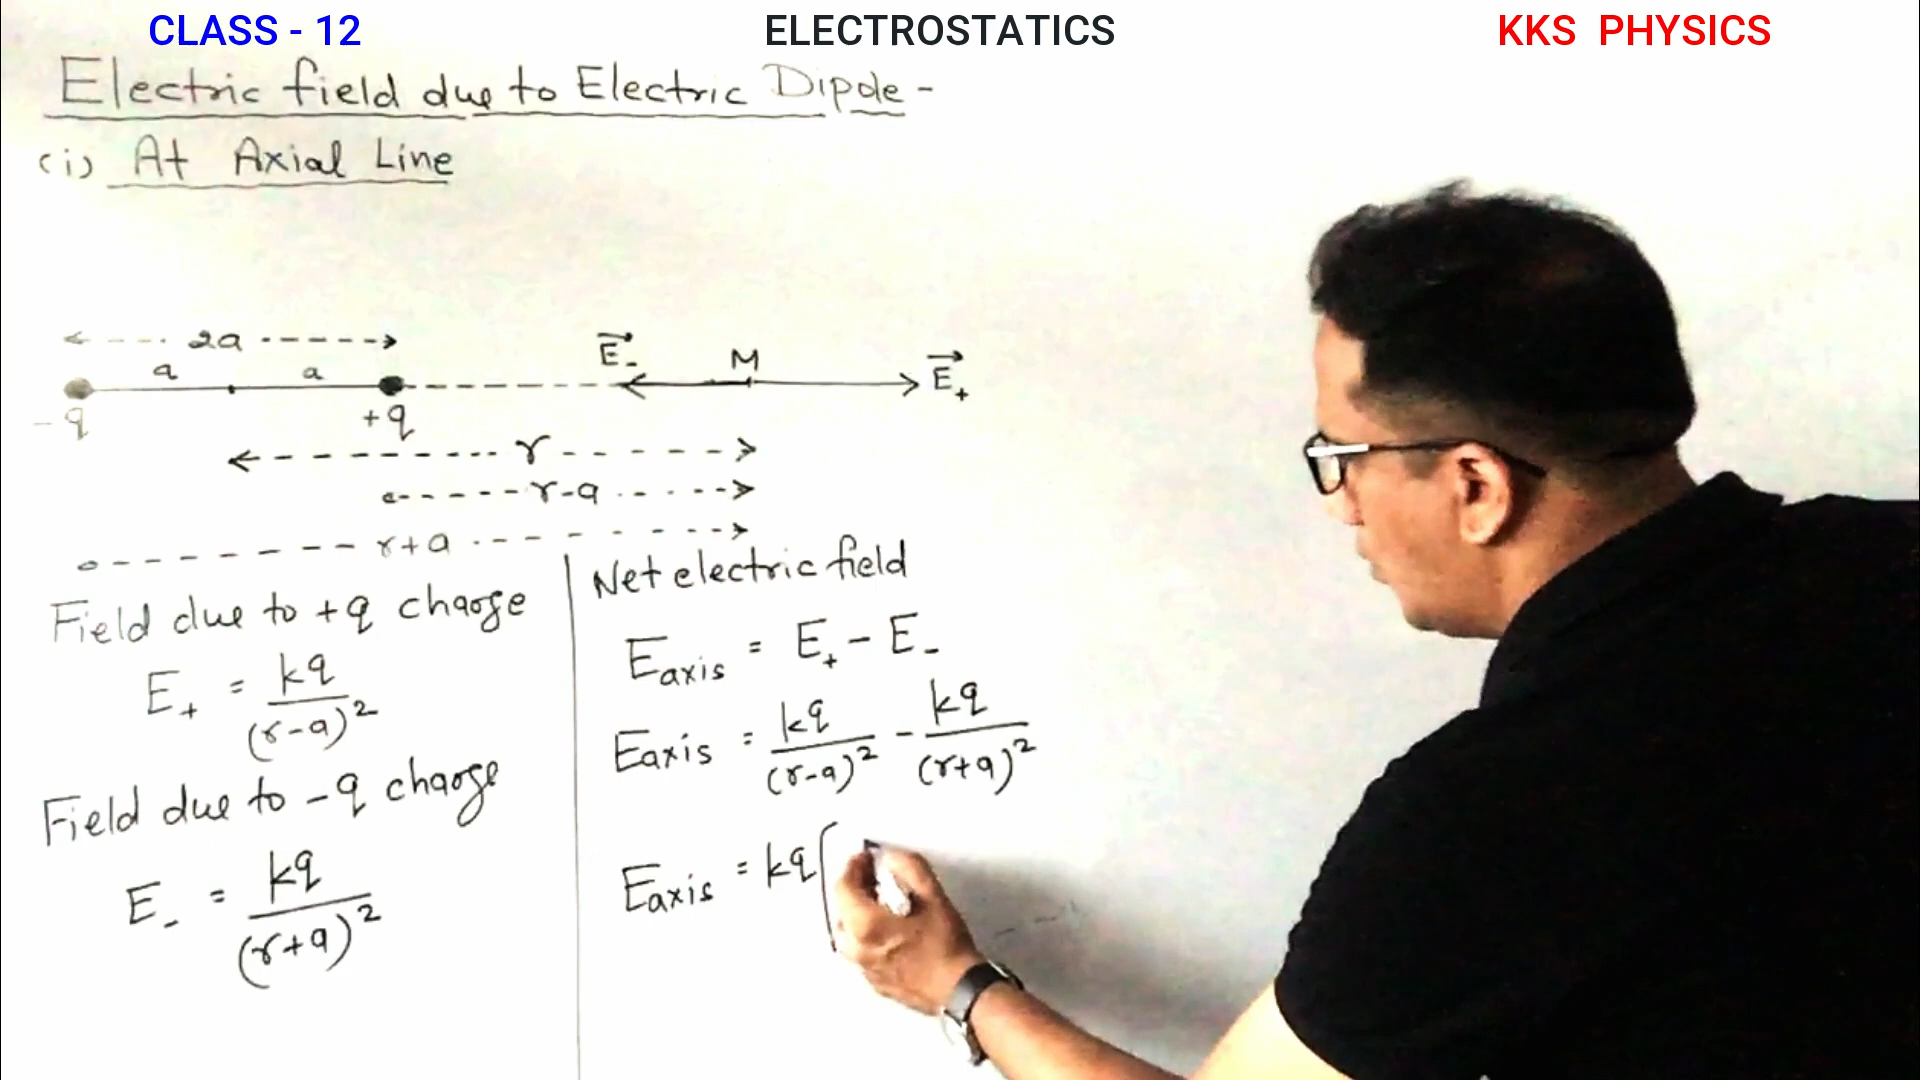 CLASS - 12 ELECTROSTATICS KKS PHYSICS
Electric field due to Electric Dipole -
(i) At Axial Line
2a
a a E⃗₋ M E⃗₊
-q +q
r
r-a
r+a
Field due to +q charge
E₊ = kq/(r-a)²
Field due to -q charge
E₋ = kq/(r+a)²
Net electric field
Eaxis = E₊ - E₋
Eaxis = kq/(r-a)² - kq/(r+a)²
Eaxis = kq[